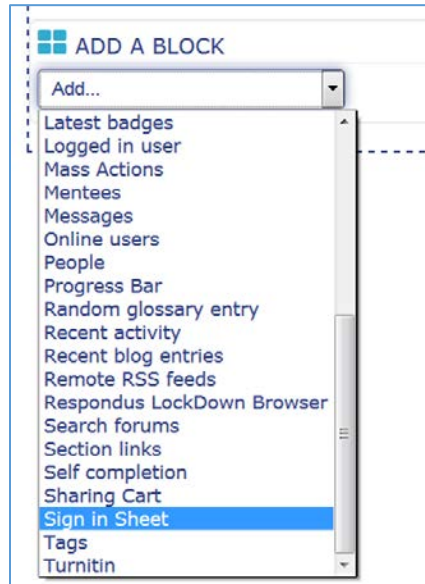 ADD A BLOCK
Add...
Latest badges
Logged in user
Mass Actions
Mentees
Messages
Online users
People
Progress Bar
Random glossary entry
Recent activity
Recent blog entries
Remote RSS feeds
Respondus LockDown Browser
Search forums
Section links
Self completion
Sharing Cart
Sign in Sheet
Tags
Turnitin